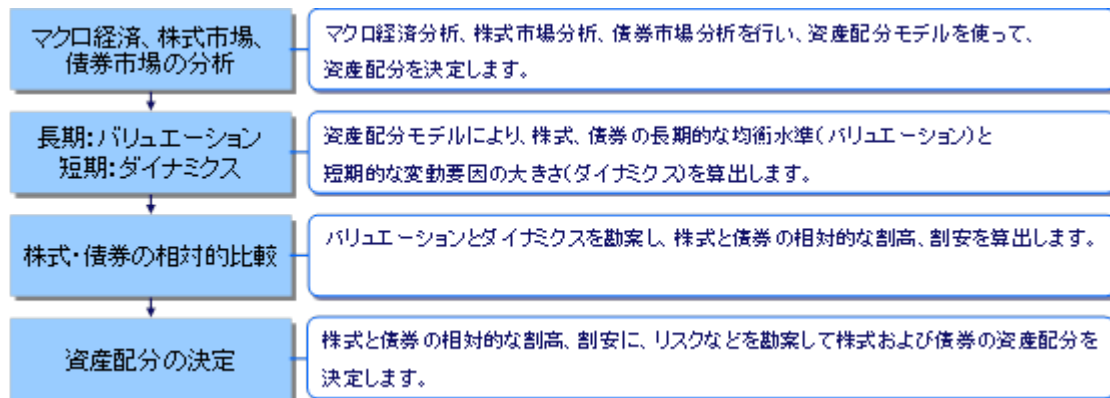 マクロ経済、株式市場、
債券市場の分析
マクロ経済分析、株式市場分析、債券市場分析を行い、資産配分モデルを使って、
資産配分を決定します。
長期:バリュエーション
短期:ダイナミクス
資産配分モデルにより、株式、債券の長期的な均衡水準(バリュエーション)と
短期的な変動要因の大きさ(ダイナミクス)を算出します。
株式・債券の相対的比較
バリュエーションとダイナミクスを勘案し、株式と債券の相対的な割高、割安を算出します。
資産配分の決定
株式と債券の相対的な割高、割安に、リスクなどを勘案して株式および債券の資産配分を
決定します。